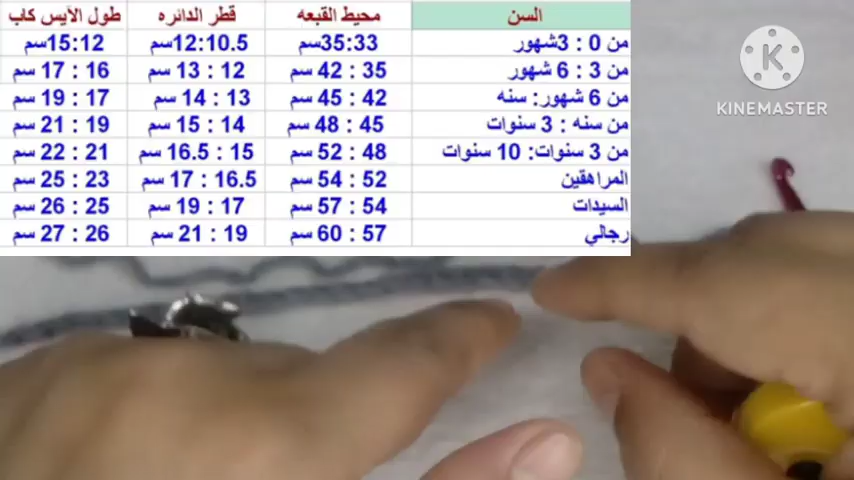 السن محيط القبعه قطر الدائره طول الآيس كاب
من 0 : 3شهور 35:33سم 12:10.5سم 15:12سم
من 3 : 6 شهور 35 : 42 سم 12 : 13 سم 16 : 17 سم
من 6 شهور: سنه 42 : 45 سم 13 : 14 سم 17 : 19 سم
من سنه : 3 سنوات 45 : 48 سم 14 : 15 سم 19 : 21 سم
من 3 سنوات: 10 سنوات 48 : 52 سم 15 : 16.5 سم 21 : 22 سم
المراهقين 52 : 54 سم 16.5 : 17 سم 23 : 25 سم
السيدات 54 : 57 سم 17 : 19 سم 25 : 26 سم
رجالي 57 : 60 سم 19 : 21 سم 26 : 27 سم
K
KINEMASTER